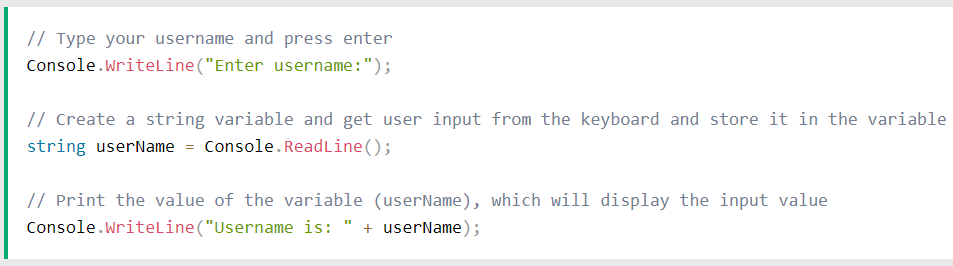 // Type your username and press enter
Console.WriteLine("Enter username:");
// Create a string variable and get user input from the keyboard and store it in the variable
string userName = Console.ReadLine();
// Print the value of the variable (userName), which will display the input value
Console.WriteLine("Username is: " + userName);